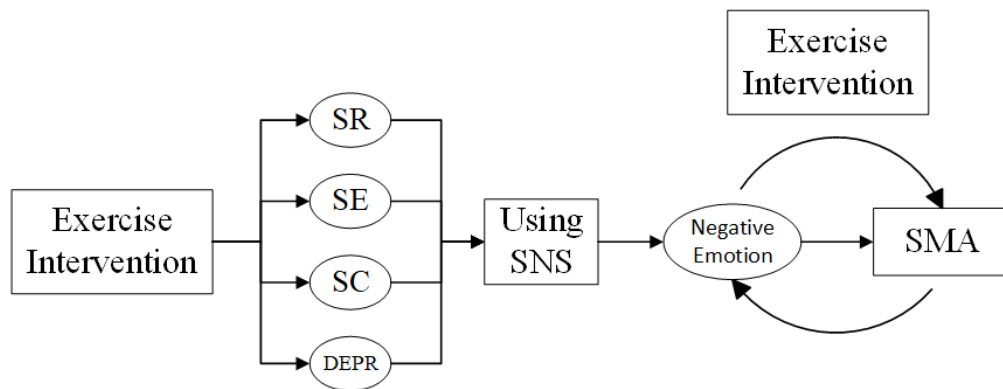 Exercise
Intervention
SR
SE
SC
DEPR
Using
SNS
Negative
Emotion
Exercise
Intervention
SMA